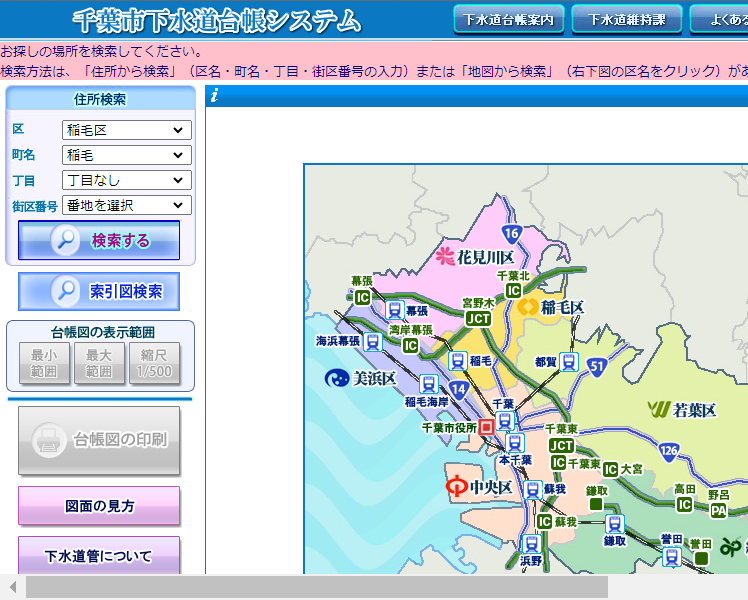 千葉市下水道台帳システム
下水道台帳案内
下水道維持課
よくある
お探しの場所を検索してください。
検索方法は、「住所から検索」（区名・町名・丁目・街区番号の入力）または「地図から検索」（右下図の区名をクリック）があ
住所検索
i
区 稲毛区
町名 稲毛
丁目 丁目なし
街区番号 番地を選択
検索する
索引図検索
台帳図の表示範囲
最小範囲
最大範囲
縮尺1/500
台帳図の印刷
図面の見方
下水道管について
16
花見川区
千葉北
IC
幕張
IC
幕張
宮野木
JCT
稲毛区
湾岸幕張
IC
海浜幕張
稲毛
都賀
51
美浜区
稲毛海岸
14
千葉
若葉区
千葉市役所
千葉東
JCT
本千葉
126
IC 千葉東
IC 大宮
中央区
蘇我
鎌取
高田
IC
野呂
PA
IC 蘇我
鎌取
誉田
誉田
浜野